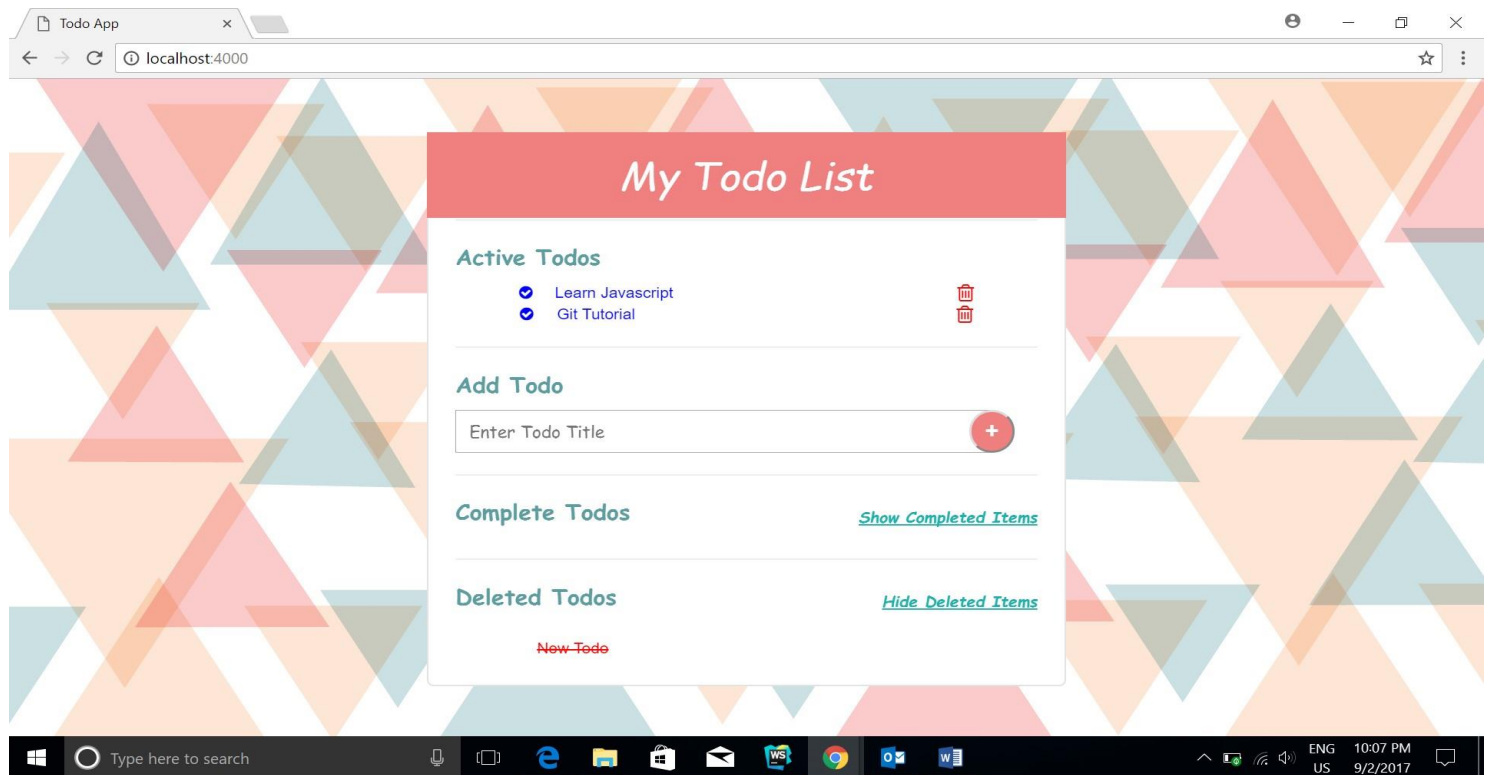 Todo App
localhost:4000
My Todo List
Active Todos
Learn Javascript
Git Tutorial
Add Todo
Enter Todo Title
+
Complete Todos
Show Completed Items
Deleted Todos
Hide Deleted Items
New Todo
Type here to search
WS
ENG
US
10:07 PM
9/2/2017